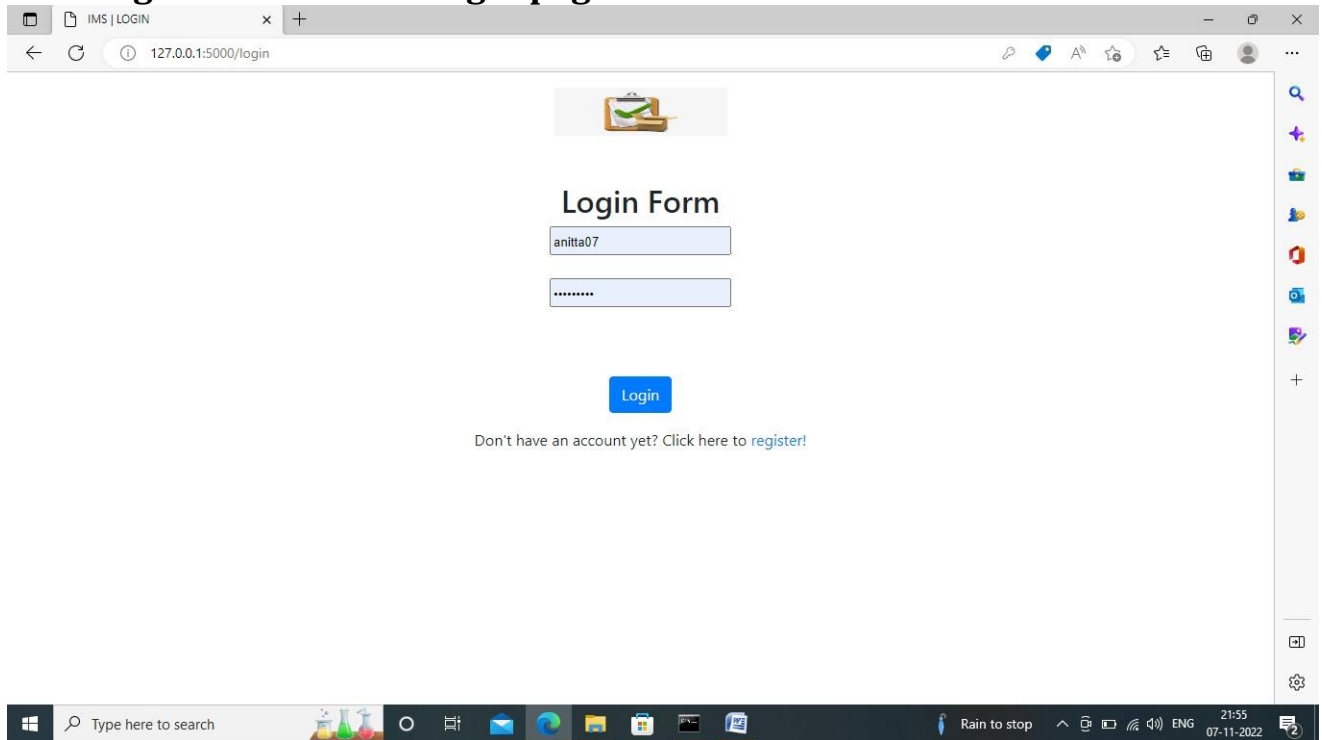 IMS | LOGIN
127.0.0.1:5000/login
Login Form
anitta07
•••••••••
Login
Don't have an account yet? Click here to register!
Type here to search
Rain to stop
ENG
21:55
07-11-2022
2